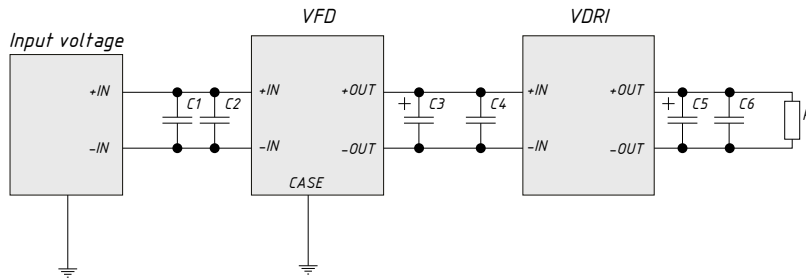 Input voltage
VFD
VDRI
+IN
-IN
C1
C2
+IN
-IN
+OUT
-OUT
CASE
+
C3
C4
+IN
-IN
+OUT
-OUT
+
C5
C6